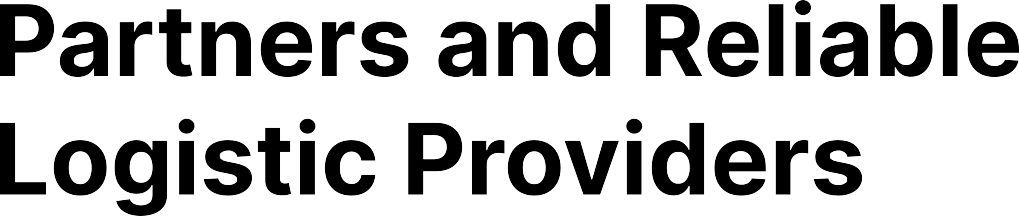 Partners and Reliable
Logistic Providers